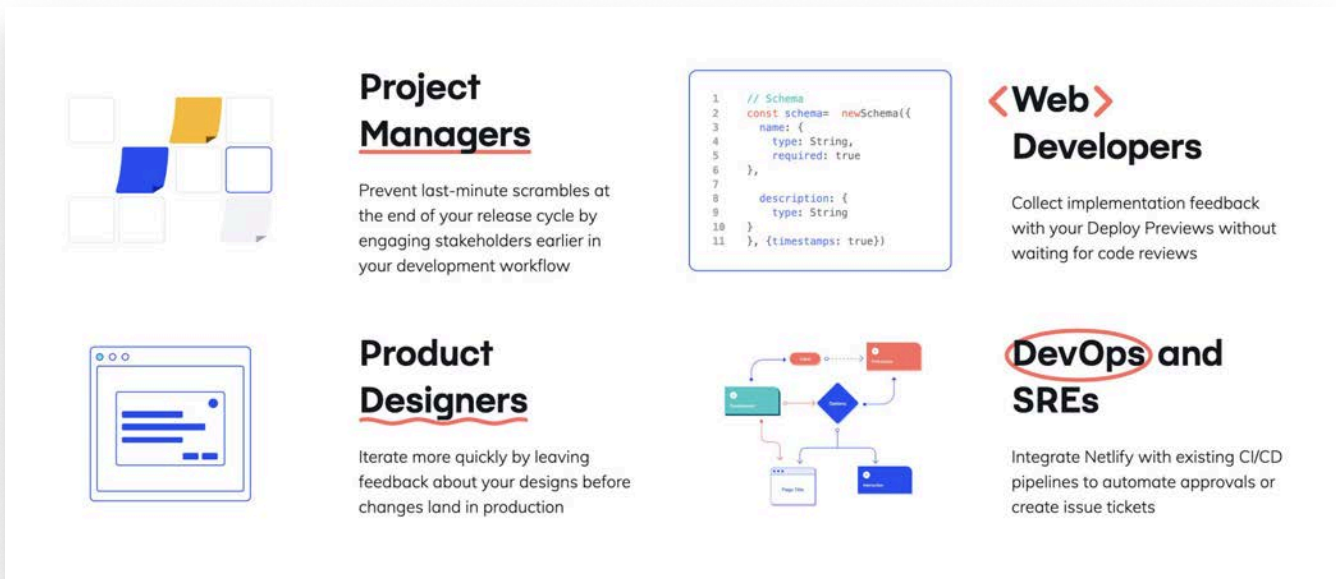 Project
Managers
Prevent last-minute scrambles at
the end of your release cycle by
engaging stakeholders earlier in
your development workflow
1 // Schema
2 const schema= newSchema({
3 name: {
4 type: String,
5 required: true
6 },
7
8 description: {
9 type: String
10 }
11 }, {timestamps: true})
<Web>
Developers
Collect implementation feedback
with your Deploy Previews without
waiting for code reviews
Product
Designers
Iterate more quickly by leaving
feedback about your designs before
changes land in production
Page Title
DevOps and
SREs
Integrate Netlify with existing CI/CD
pipelines to automate approvals or
create issue tickets